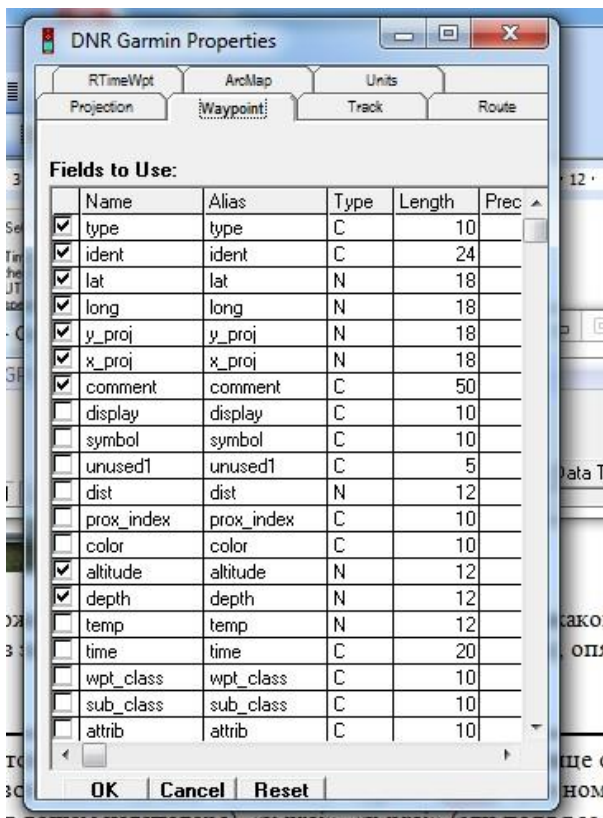 DNR Garmin Properties
RTimeWpt ArcMap Units
Projection Waypoint Track Route
Fields to Use:
Name Alias Type Length Prec
type type C 10
ident ident C 24
lat lat N 18
long long N 18
y_proj y_proj N 18
x_proj x_proj N 18
comment comment C 50
display display C 10
symbol symbol C 10
unused1 unused1 C 5
dist dist N 12
prox_index prox_index C 10
color color C 10
altitude altitude N 12
depth depth N 12
temp temp N 12
time time C 20
wpt_class wpt_class C 10
sub_class sub_class C 10
attrib attrib C 10
OK Cancel Reset
3
12
Data T